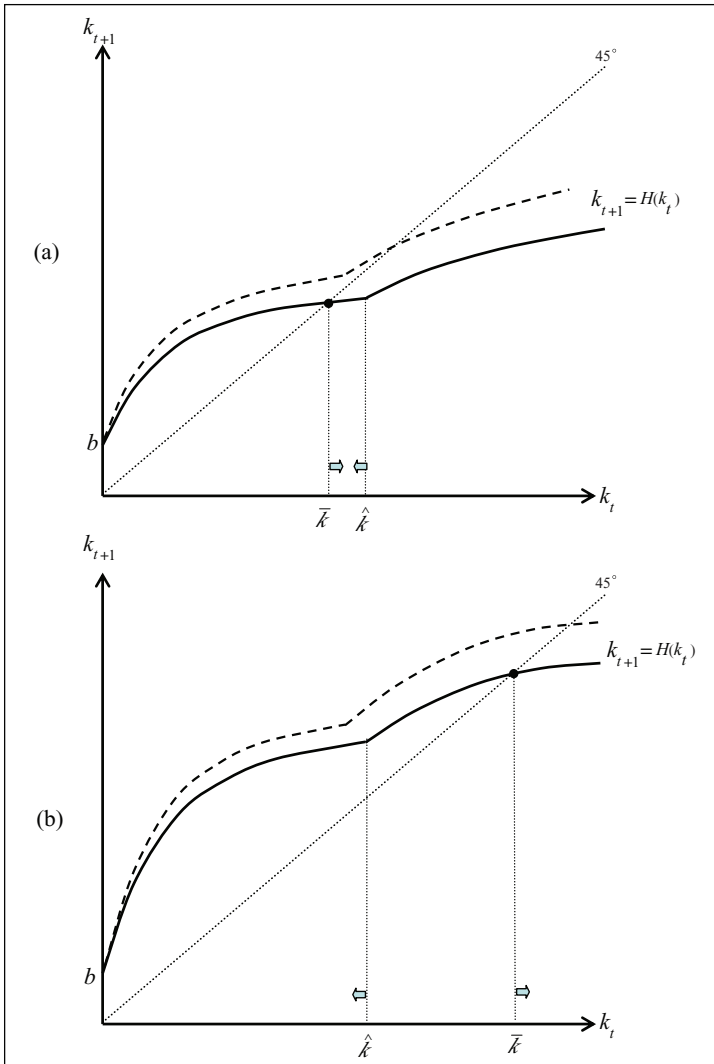 k_{t+1}
45°
k_{t+1} = H(k_t)
(a)
b
k_t
k̄ k̂
k_{t+1}
45°
k_{t+1} = H(k_t)
(b)
b
k_t
k̂ k̄